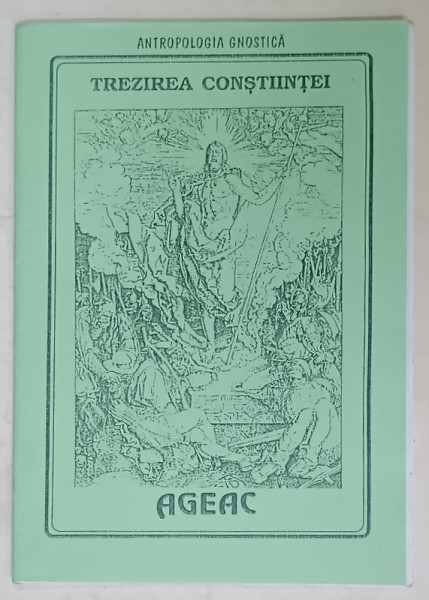 ANTROPOLOGIA GNOSTICĂ
TREZIREA CONȘTIINȚEI
AGEAC